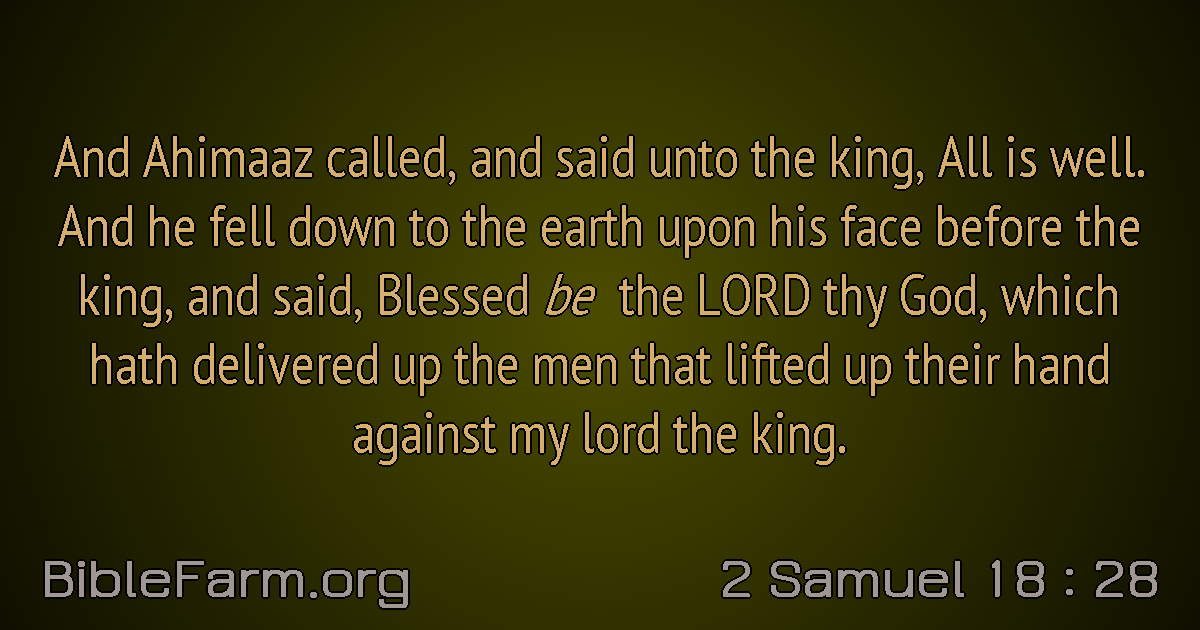 And Ahimaaz called, and said unto the king, All is well.
And he fell down to the earth upon his face before the
king, and said, Blessed be the LORD thy God, which
hath delivered up the men that lifted up their hand
against my lord the king.
BibleFarm.org
2 Samuel 18 : 28